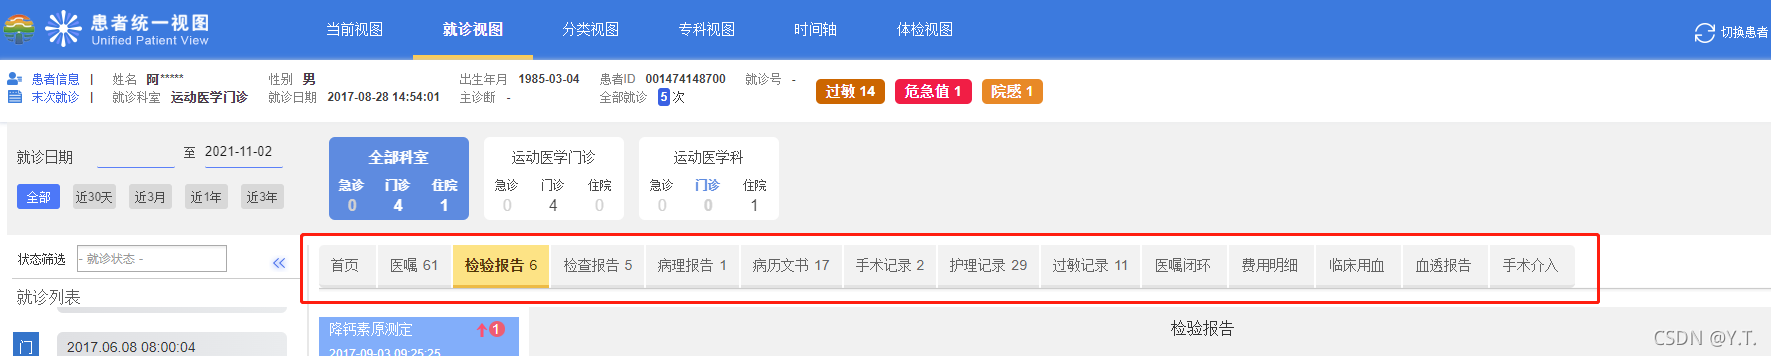 患者统一视图
Unified Patient View
当前视图 就诊视图 分类视图 专科视图 时间轴 体检视图
切换患者
患者信息 | 姓名 阿***** 性别 男 出生年月 1985-03-04 患者ID 001474148700 就诊号 -
末次就诊 | 就诊科室 运动医学门诊 就诊日期 2017-08-28 14:54:01 主诊断 - 全部就诊 5 次
过敏 14 危急值 1 院感 1
就诊日期 至 2021-11-02
全部 近30天 近3月 近1年 近3年
全部科室 运动医学门诊 运动医学科
急诊 门诊 住院 急诊 门诊 住院 急诊 门诊 住院
0 4 1 0 4 0 0 0 1
状态筛选 - 就诊状态 - «
首页 医嘱 61 检验报告 6 检查报告 5 病理报告 1 病历文书 17 手术记录 2 护理记录 29 过敏记录 11 医嘱闭环 费用明细 临床用血 血透报告 手术介入
就诊列表
门 2017.06.08 08:00:04
降钙素原测定 1
2017-09-03 09:25:25
检验报告
CSDN @Y.T.